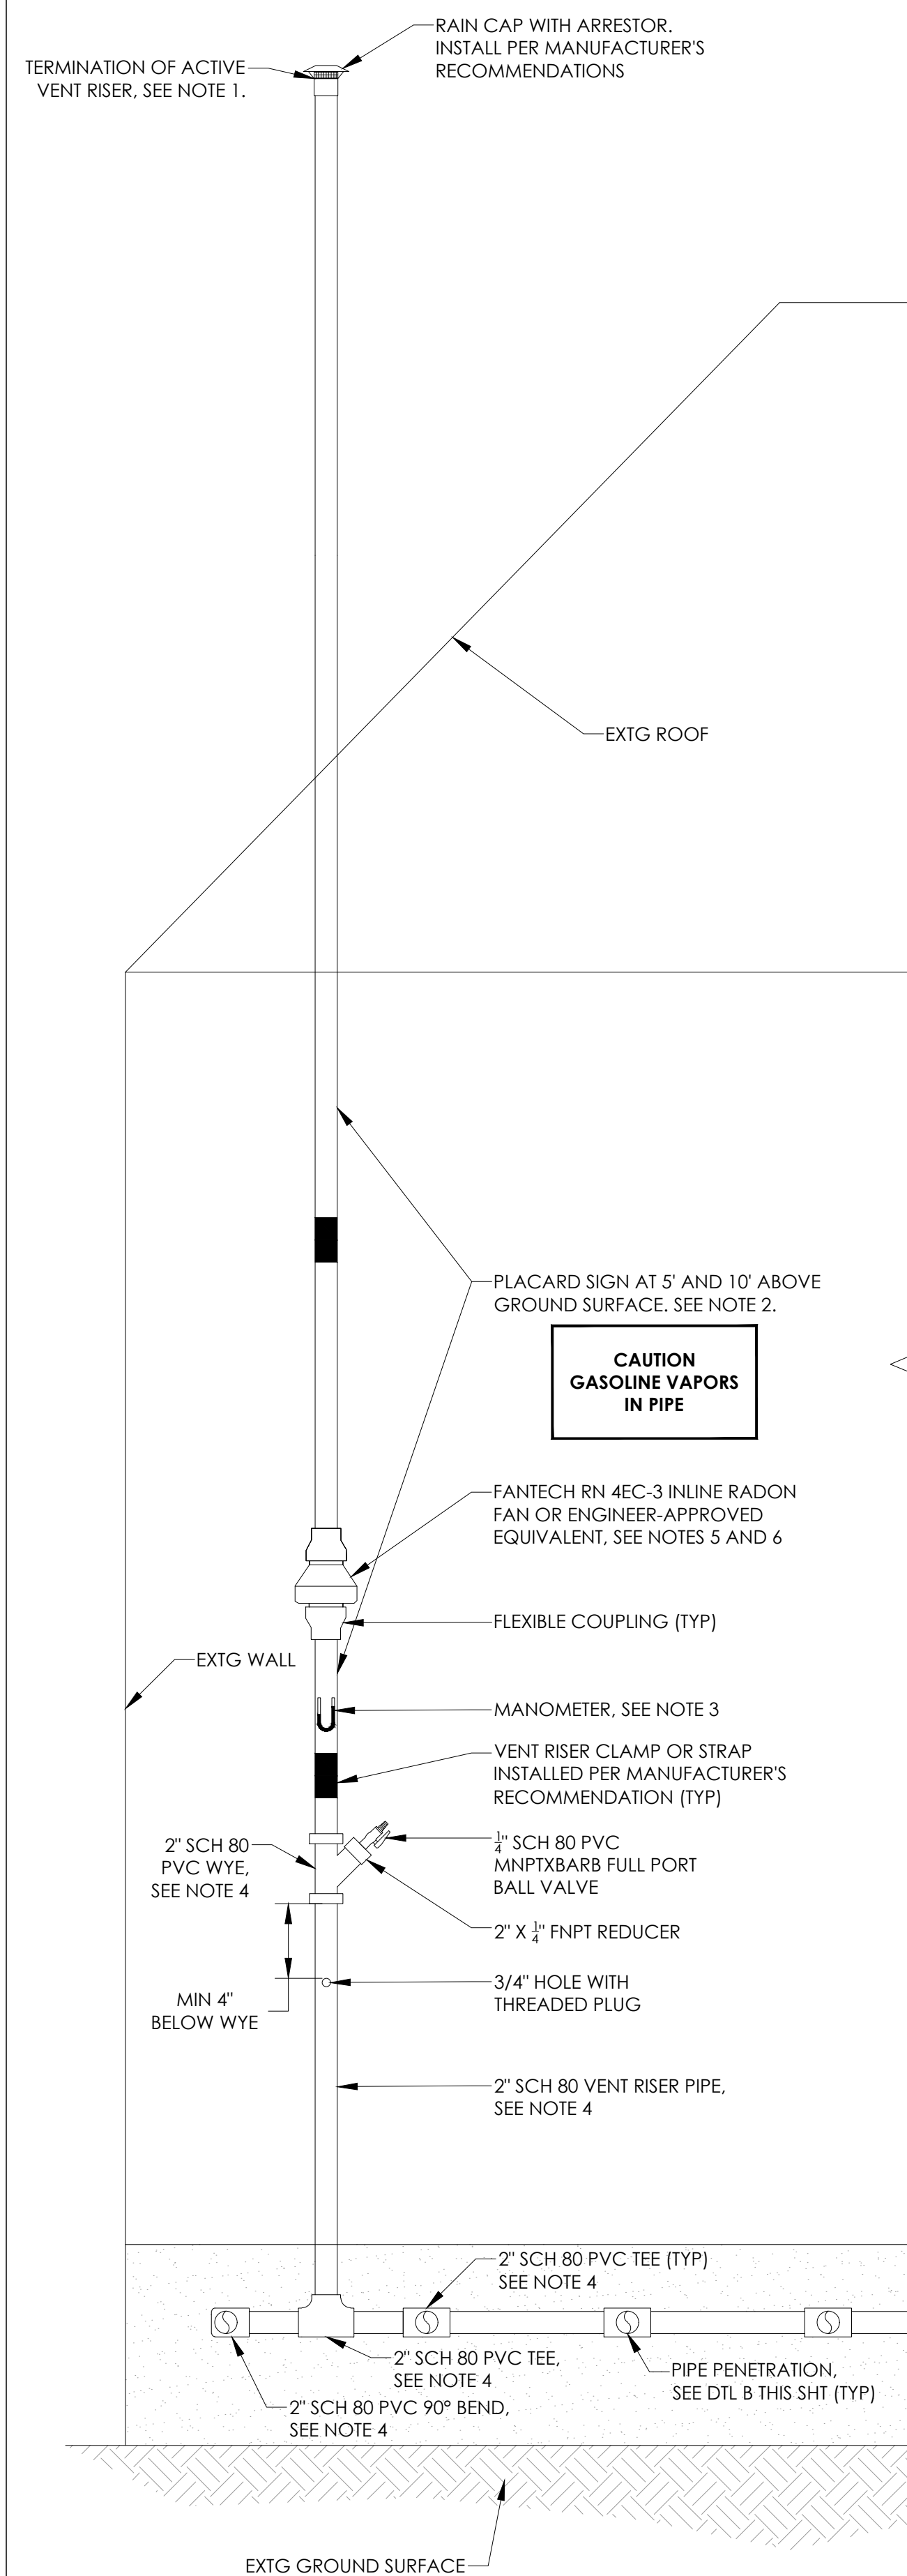 RAIN CAP WITH ARRESTOR.
INSTALL PER MANUFACTURER'S
RECOMMENDATIONS
TERMINATION OF ACTIVE
VENT RISER, SEE NOTE 1.
EXTG ROOF
PLACARD SIGN AT 5' AND 10' ABOVE
GROUND SURFACE. SEE NOTE 2.
CAUTION
GASOLINE VAPORS
IN PIPE
FANTECH RN 4EC-3 INLINE RADON
FAN OR ENGINEER-APPROVED
EQUIVALENT, SEE NOTES 5 AND 6
FLEXIBLE COUPLING (TYP)
EXTG WALL
MANOMETER, SEE NOTE 3
VENT RISER CLAMP OR STRAP
INSTALLED PER MANUFACTURER'S
RECOMMENDATION (TYP)
2" SCH 80
PVC WYE,
SEE NOTE 4
1/4" SCH 80 PVC
MNPTXBARB FULL PORT
BALL VALVE
2" X 1/4" FNPT REDUCER
MIN 4"
BELOW WYE
3/4" HOLE WITH
THREADED PLUG
2" SCH 80 VENT RISER PIPE,
SEE NOTE 4
2" SCH 80 PVC TEE (TYP)
SEE NOTE 4
2" SCH 80 PVC TEE,
SEE NOTE 4
PIPE PENETRATION,
SEE DTL B THIS SHT (TYP)
2" SCH 80 PVC 90° BEND,
SEE NOTE 4
EXTG GROUND SURFACE